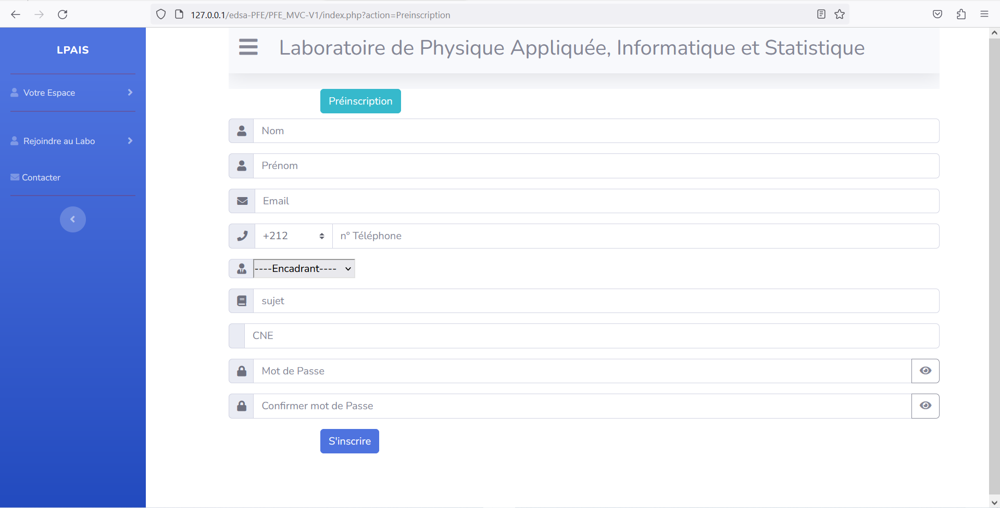 127.0.0.1/edsa-PFE/PFE_MVC-V1/index.php?action=Preinscription
LPAIS
Votre Espace
Rejoindre au Labo
Contacter
Laboratoire de Physique Appliquée, Informatique et Statistique
Préinscription
Nom
Prénom
Email
+212 n° Téléphone
----Encadrant----
sujet
CNE
Mot de Passe
Confirmer mot de Passe
S'inscrire